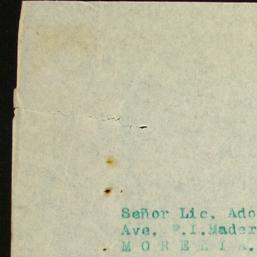 Señor Lic. Ado
Ave. F.I.Mader
M O R E L I A.